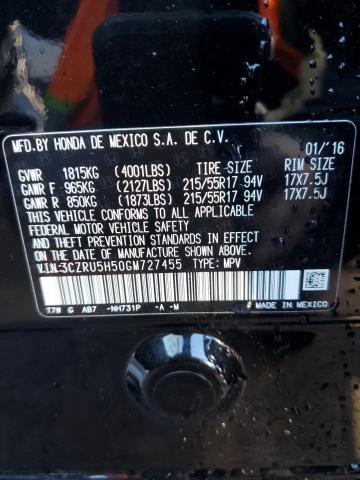 MFD.BY HONDA DE MEXICO S.A. DE C.V. 01/'16
GVWR 1815KG (4001LBS) TIRE SIZE RIM SIZE
GAWR F 965KG (2127LBS) 215/55R17 94V 17X7.5J
GAWR R 850KG (1873LBS) 215/55R17 94V 17X7.5J
THIS VEHICLE CONFORMS TO ALL APPLICABLE
FEDERAL MOTOR VEHICLE SAFETY
AND THEFT PREVENTION STANDARDS IN EFFECT ON
THE DATE OF MANUFACTURE SHOWN ABOVE.
V.I.N:3CZRU5H50GM727455 TYPE: MPV
T7W G AB7 -NH731P -A -M MADE IN MEXICO